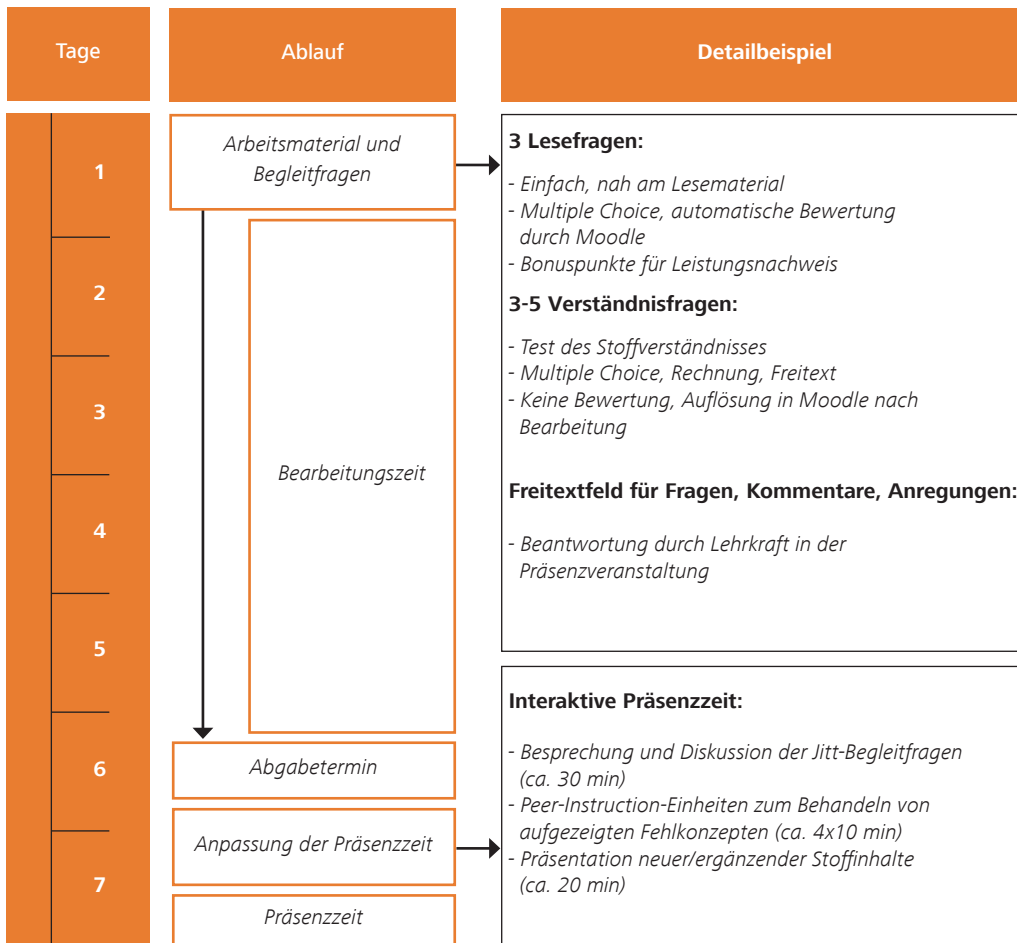 Tage
Ablauf
Detailbeispiel
1
2
3
4
5
6
7
Arbeitsmaterial und
Begleitfragen
Bearbeitungszeit
Abgabetermin
Anpassung der Präsenzzeit
Präsenzzeit
3 Lesefragen:
- Einfach, nah am Lesematerial
- Multiple Choice, automatische Bewertung
durch Moodle
- Bonuspunkte für Leistungsnachweis
3-5 Verständnisfragen:
- Test des Stoffverständnisses
- Multiple Choice, Rechnung, Freitext
- Keine Bewertung, Auflösung in Moodle nach
Bearbeitung
Freitextfeld für Fragen, Kommentare, Anregungen:
- Beantwortung durch Lehrkraft in der
Präsenzveranstaltung
Interaktive Präsenzzeit:
- Besprechung und Diskussion der Jitt-Begleitfragen
(ca. 30 min)
- Peer-Instruction-Einheiten zum Behandeln von
aufgezeigten Fehlkonzepten (ca. 4x10 min)
- Präsentation neuer/ergänzender Stoffinhalte
(ca. 20 min)